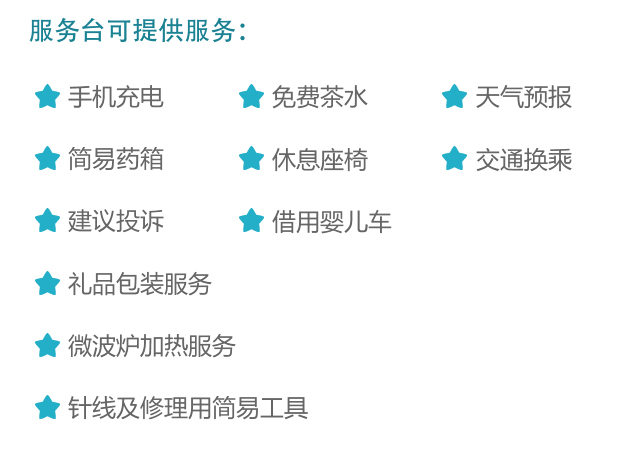 服务台可提供服务：
手机充电 免费茶水 天气预报
简易药箱 休息座椅 交通换乘
建议投诉 借用婴儿车
礼品包装服务
微波炉加热服务
针线及修理用简易工具